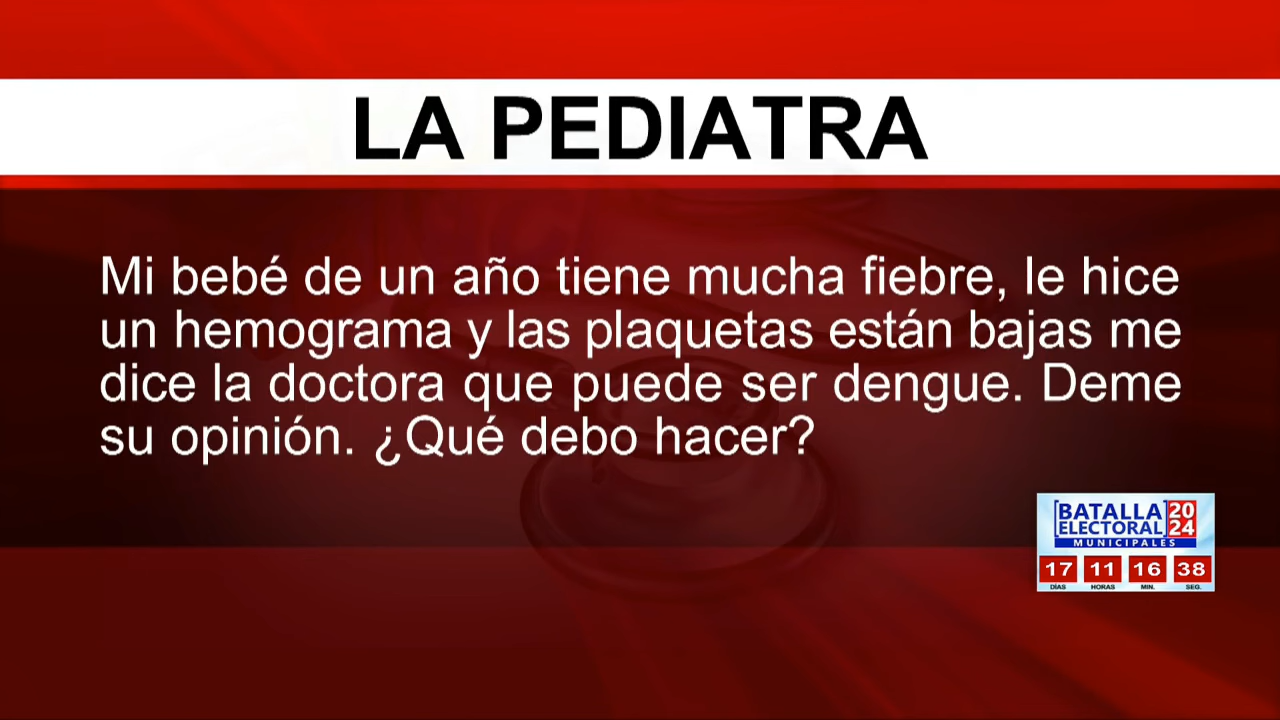 LA PEDIATRA
Mi bebé de un año tiene mucha fiebre, le hice
un hemograma y las plaquetas están bajas me
dice la doctora que puede ser dengue. Deme
su opinión. ¿Qué debo hacer?
BATALLA 20
ELECTORAL 24
MUNICIPALES
17 11 16 38
DÍAS HORAS MIN. SEG.